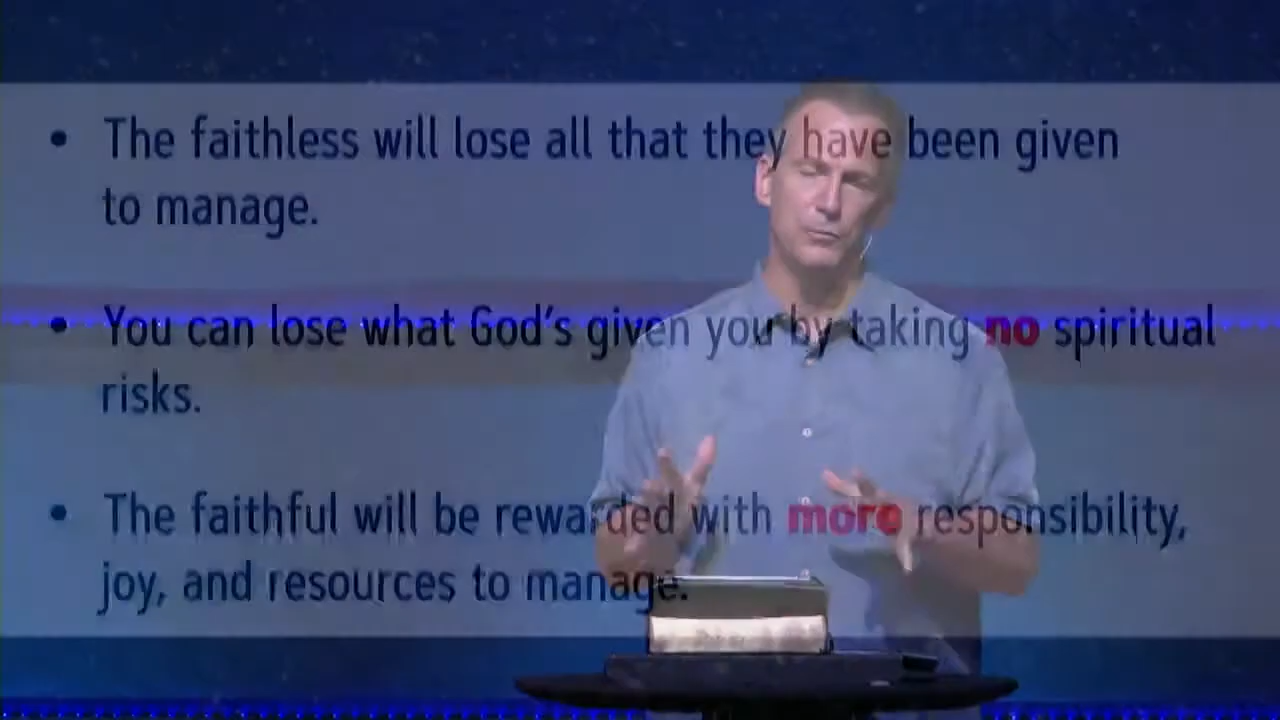 • The faithless will lose all that they have been given
to manage.
• You can lose what God's given you by taking no spiritual
risks.
• The faithful will be rewarded with more responsibility,
joy, and resources to manage.